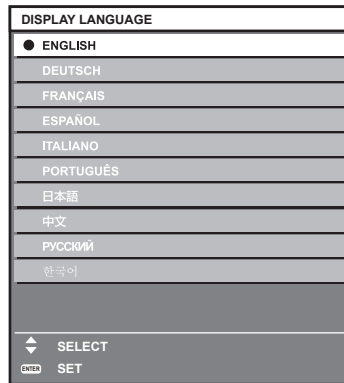 DISPLAY LANGUAGE
ENGLISH
DEUTSCH
FRANÇAIS
ESPAÑOL
ITALIANO
PORTUGUÊS
日本語
中文
РУССКИЙ
한국어
SELECT
ENTER SET